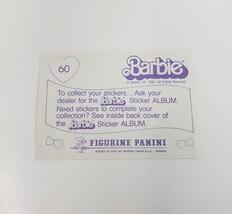 60
Barbie
To collect your stickers... Ask your
dealer for the Barbie Sticker ALBUM.
Need stickers to complete your
collection? See inside back cover of
the Barbie Sticker ALBUM.
FIGURINE PANINI